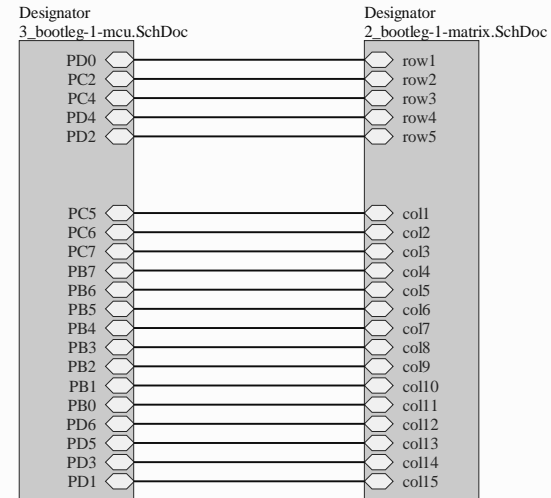 Designator
3_bootleg-1-mcu.SchDoc
Designator
2_bootleg-1-matrix.SchDoc
PD0 row1
PC2 row2
PC4 row3
PD4 row4
PD2 row5
PC5 col1
PC6 col2
PC7 col3
PB7 col4
PB6 col5
PB5 col6
PB4 col7
PB3 col8
PB2 col9
PB1 col10
PB0 col11
PD6 col12
PD5 col13
PD3 col14
PD1 col15